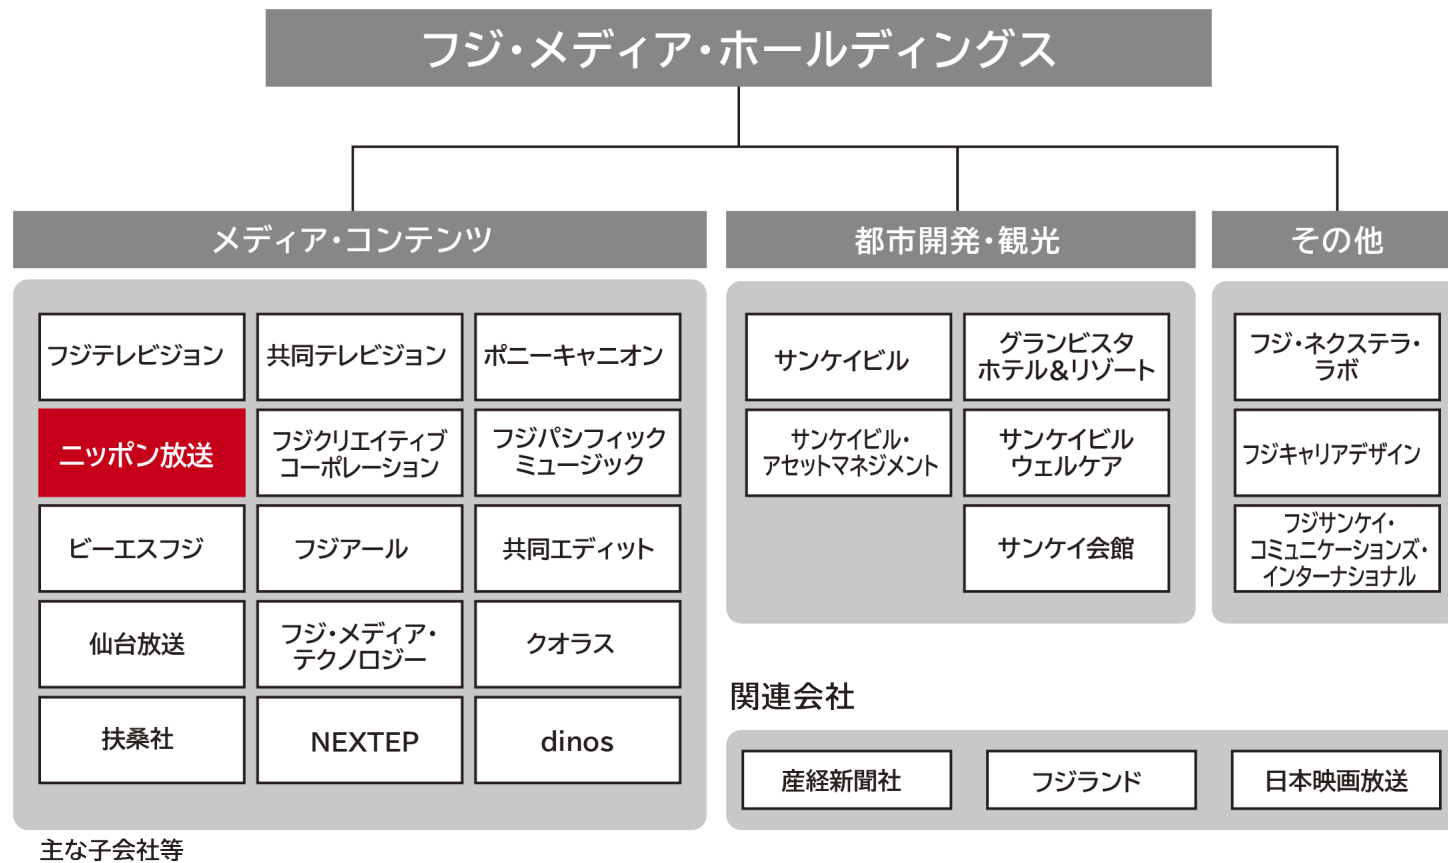 フジ・メディア・ホールディングス
メディア・コンテンツ
フジテレビジョン
共同テレビジョン
ポニーキャニオン
ニッポン放送
フジクリエイティブ
コーポレーション
フジパシフィック
ミュージック
ビーエスフジ
フジアール
共同エディット
仙台放送
フジ・メディア・
テクノロジー
クオラス
扶桑社
NEXTEP
dinos
主な子会社等
都市開発・観光
サンケイビル
グランビスタ
ホテル&リゾート
サンケイビル・
アセットマネジメント
サンケイビル
ウェルケア
サンケイ会館
その他
フジ・ネクステラ・
ラボ
フジキャリアデザイン
フジサンケイ・
コミュニケーションズ・
インターナショナル
関連会社
産経新聞社
フジランド
日本映画放送